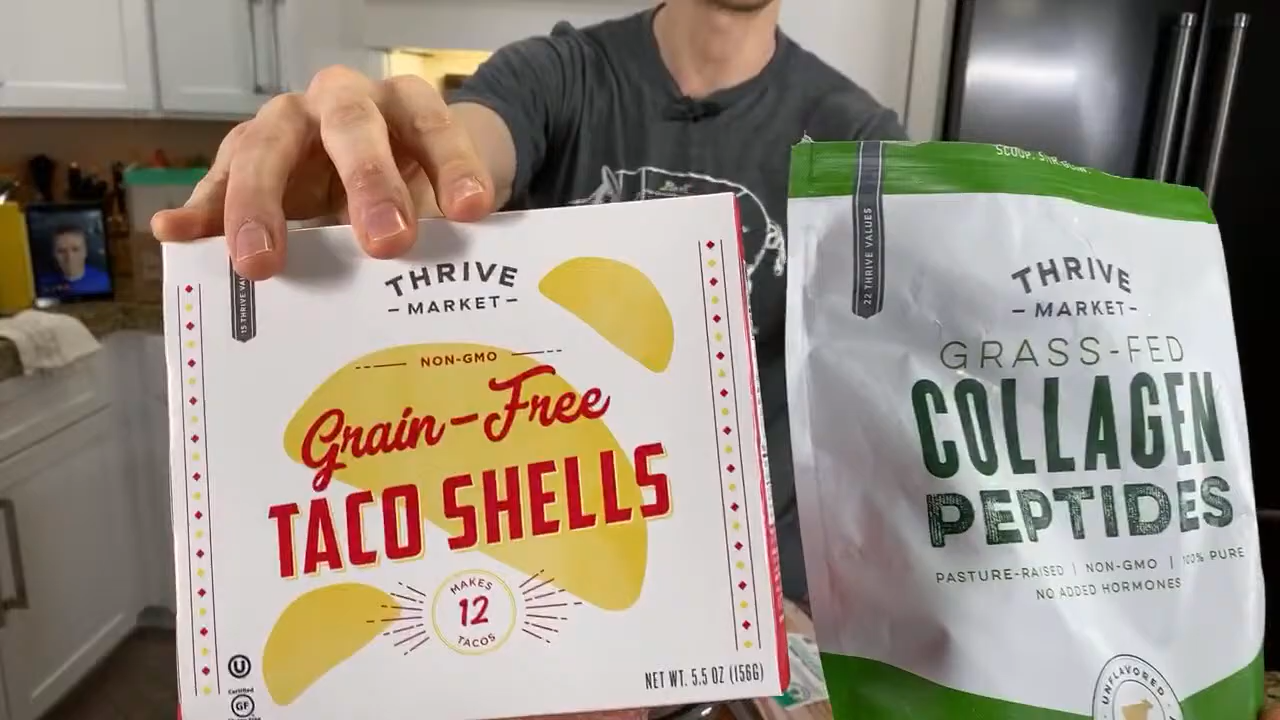 15 THRIVE
THRIVE
MARKET
NON-GMO
Grain-Free
TACO SHELLS
MAKES
12
TACOS
U
Certified
GF
NET WT. 5.5 OZ (156G)
SCOOP,
22 THRIVE VALUES
THRIVE
MARKET
GRASS-FED
COLLAGEN
PEPTIDES
PASTURE-RAISED | NON-GMO | 100% PURE
NO ADDED HORMONES
UNFLAVORED